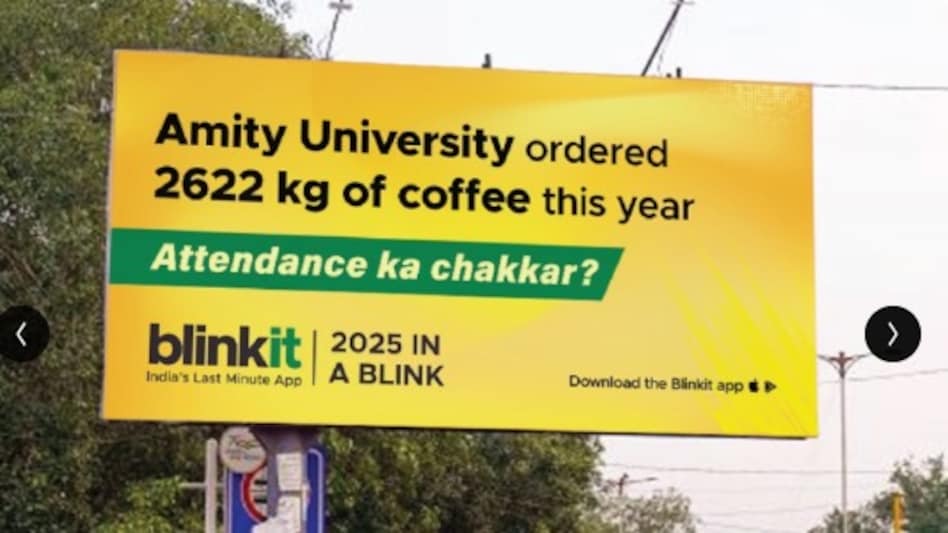 Amity University ordered
2622 kg of coffee this year
Attendance ka chakkar?
blinkit
India's Last Minute App
2025 IN
A BLINK
Download the Blinkit app